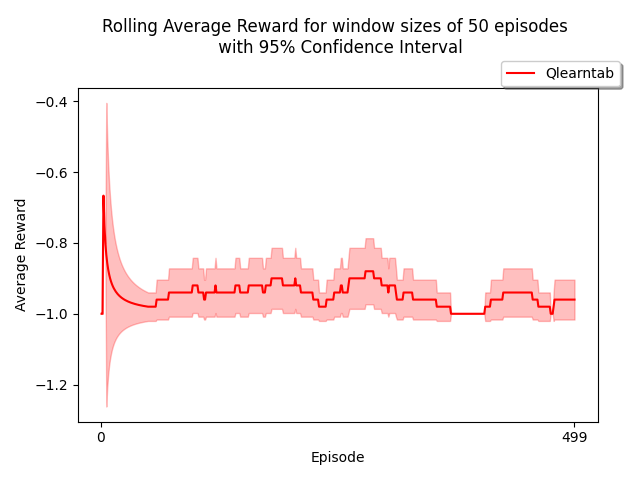 Rolling Average Reward for window sizes of 50 episodes
with 95% Confidence Interval
Qlearntab
−0.4
−0.6
−0.8
−1.0
−1.2
Average Reward
0
499
Episode